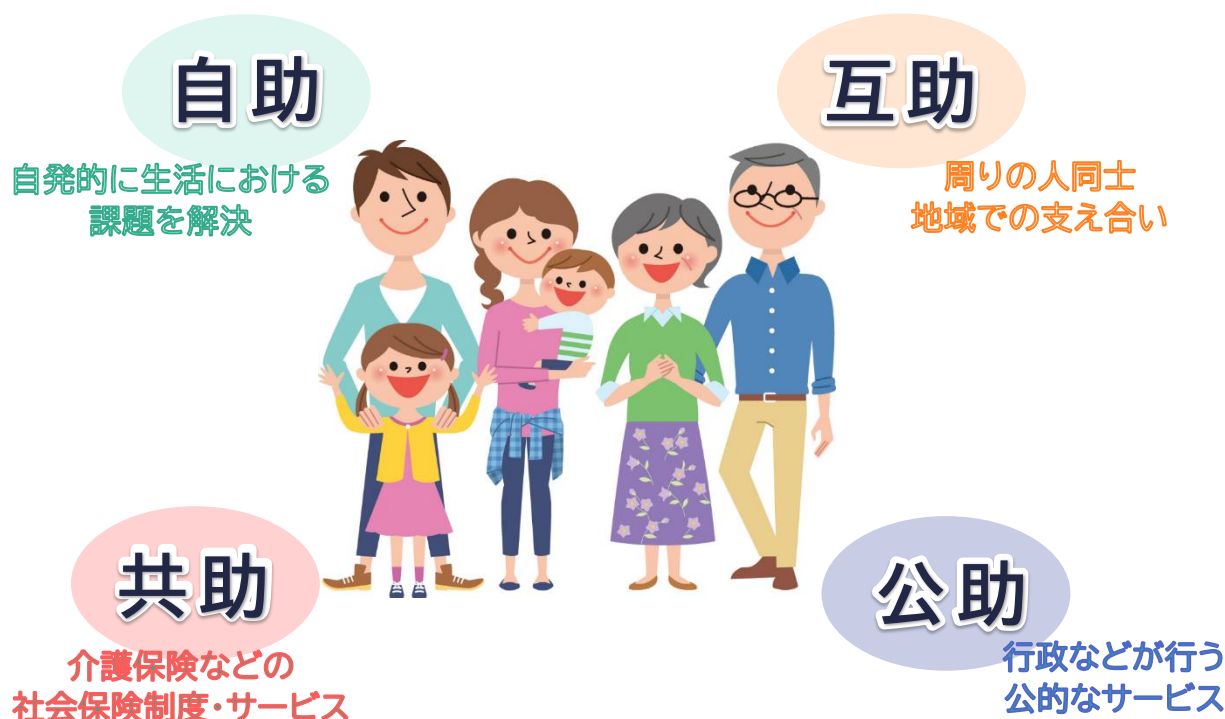 自助
自発的に生活における
課題を解決
互助
周りの人同士
地域での支え合い
共助
介護保険などの
社会保険制度・サービス
公助
行政などが行う
公的なサービス